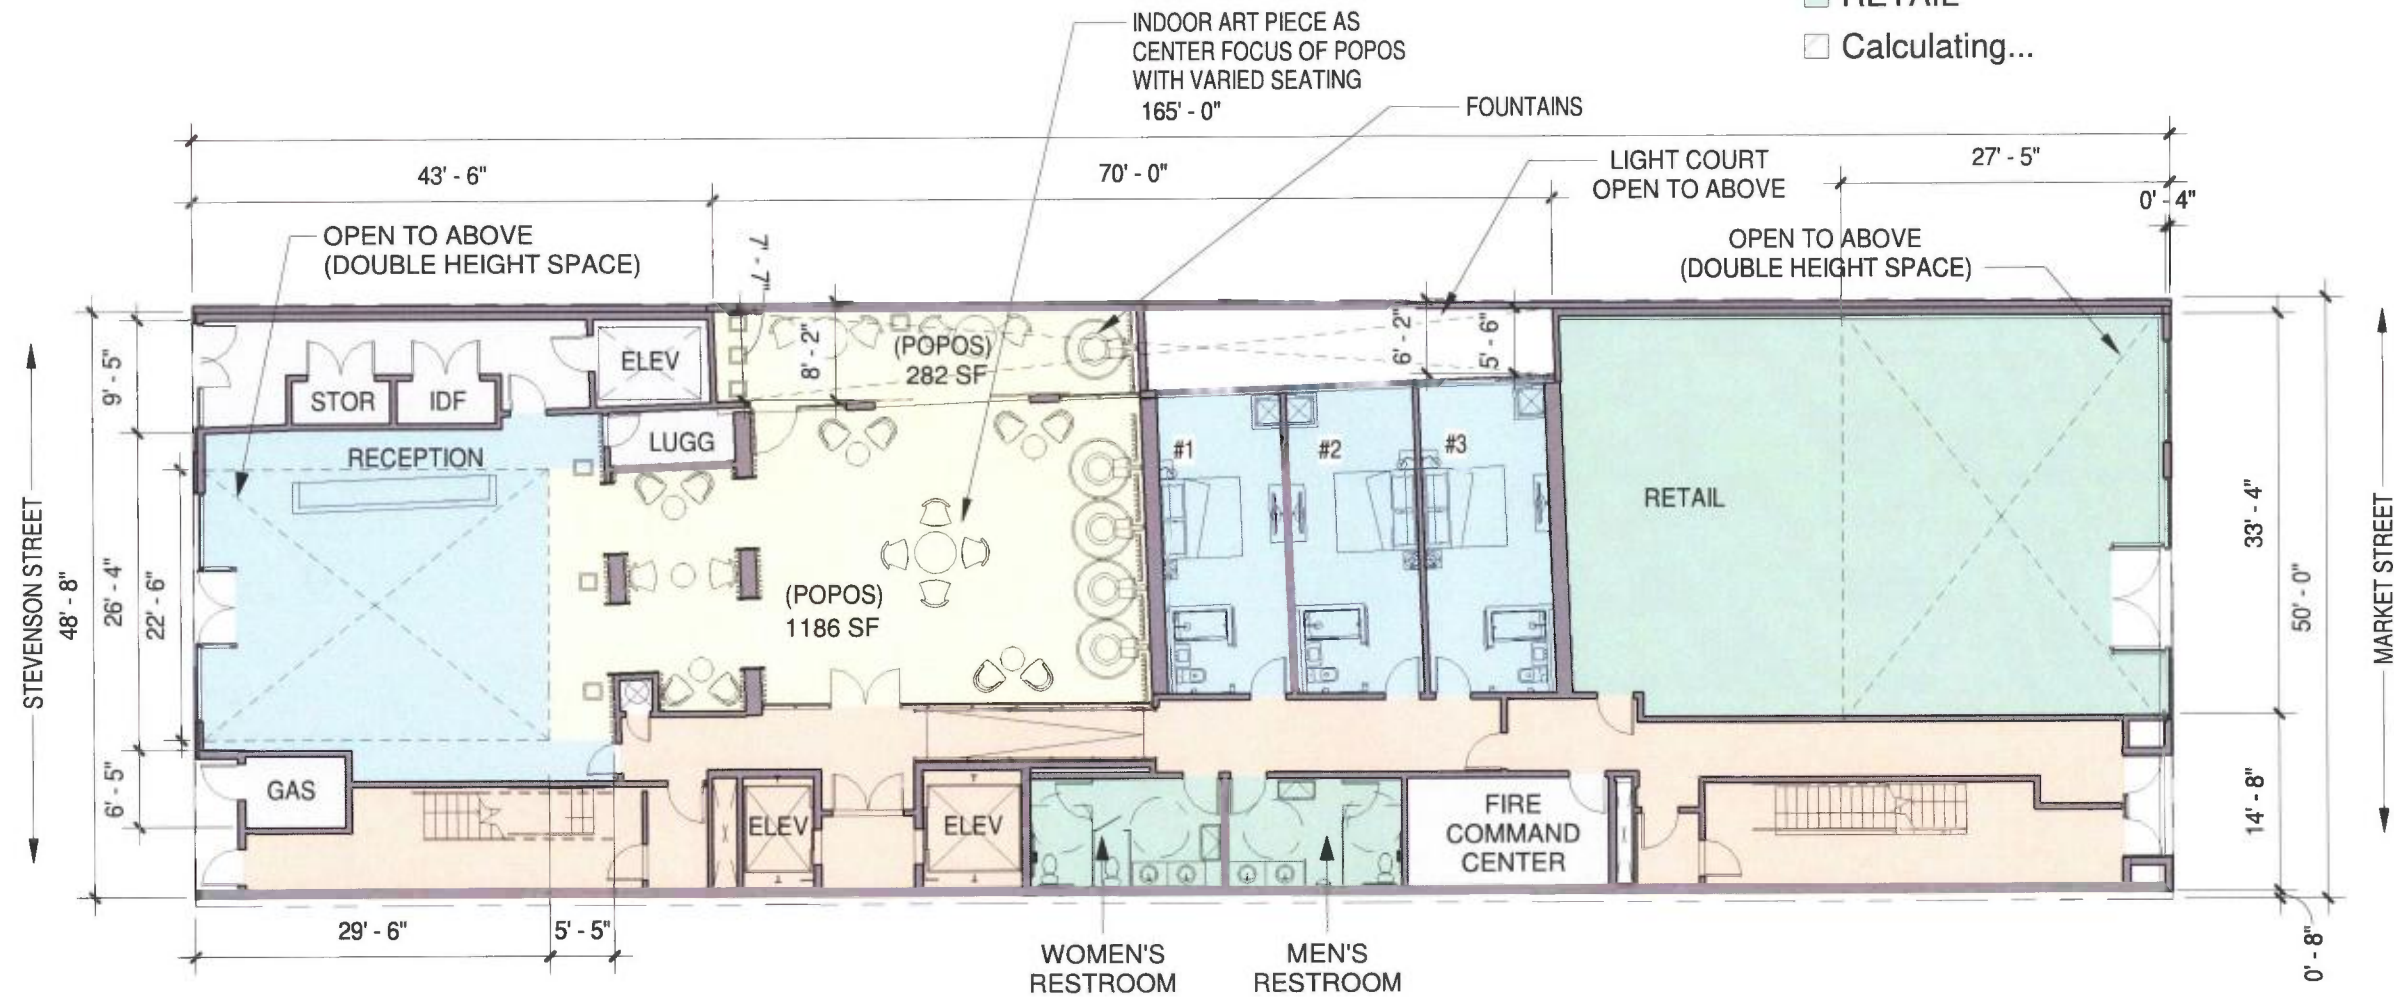 RETAIL
Calculating...
INDOOR ART PIECE AS
CENTER FOCUS OF POPOS
WITH VARIED SEATING
165' - 0"
FOUNTAINS
43' - 6"
70' - 0"
LIGHT COURT
OPEN TO ABOVE
27' - 5"
0' - 4"
OPEN TO ABOVE
(DOUBLE HEIGHT SPACE)
7' - 7"
OPEN TO ABOVE
(DOUBLE HEIGHT SPACE)
STEVENSON STREET
48' - 8"
9' - 5"
26' - 4"
22' - 6"
6' - 5"
STOR
IDF
ELEV
LUGG
RECEPTION
8' - 2"
(POPOS)
282 SF
(POPOS)
1186 SF
6' - 2"
5' - 6"
#1
#2
#3
RETAIL
33' - 4"
50' - 0"
14' - 8"
0' - 8"
MARKET STREET
GAS
ELEV
ELEV
FIRE
COMMAND
CENTER
29' - 6"
5' - 5"
WOMEN'S
RESTROOM
MEN'S
RESTROOM